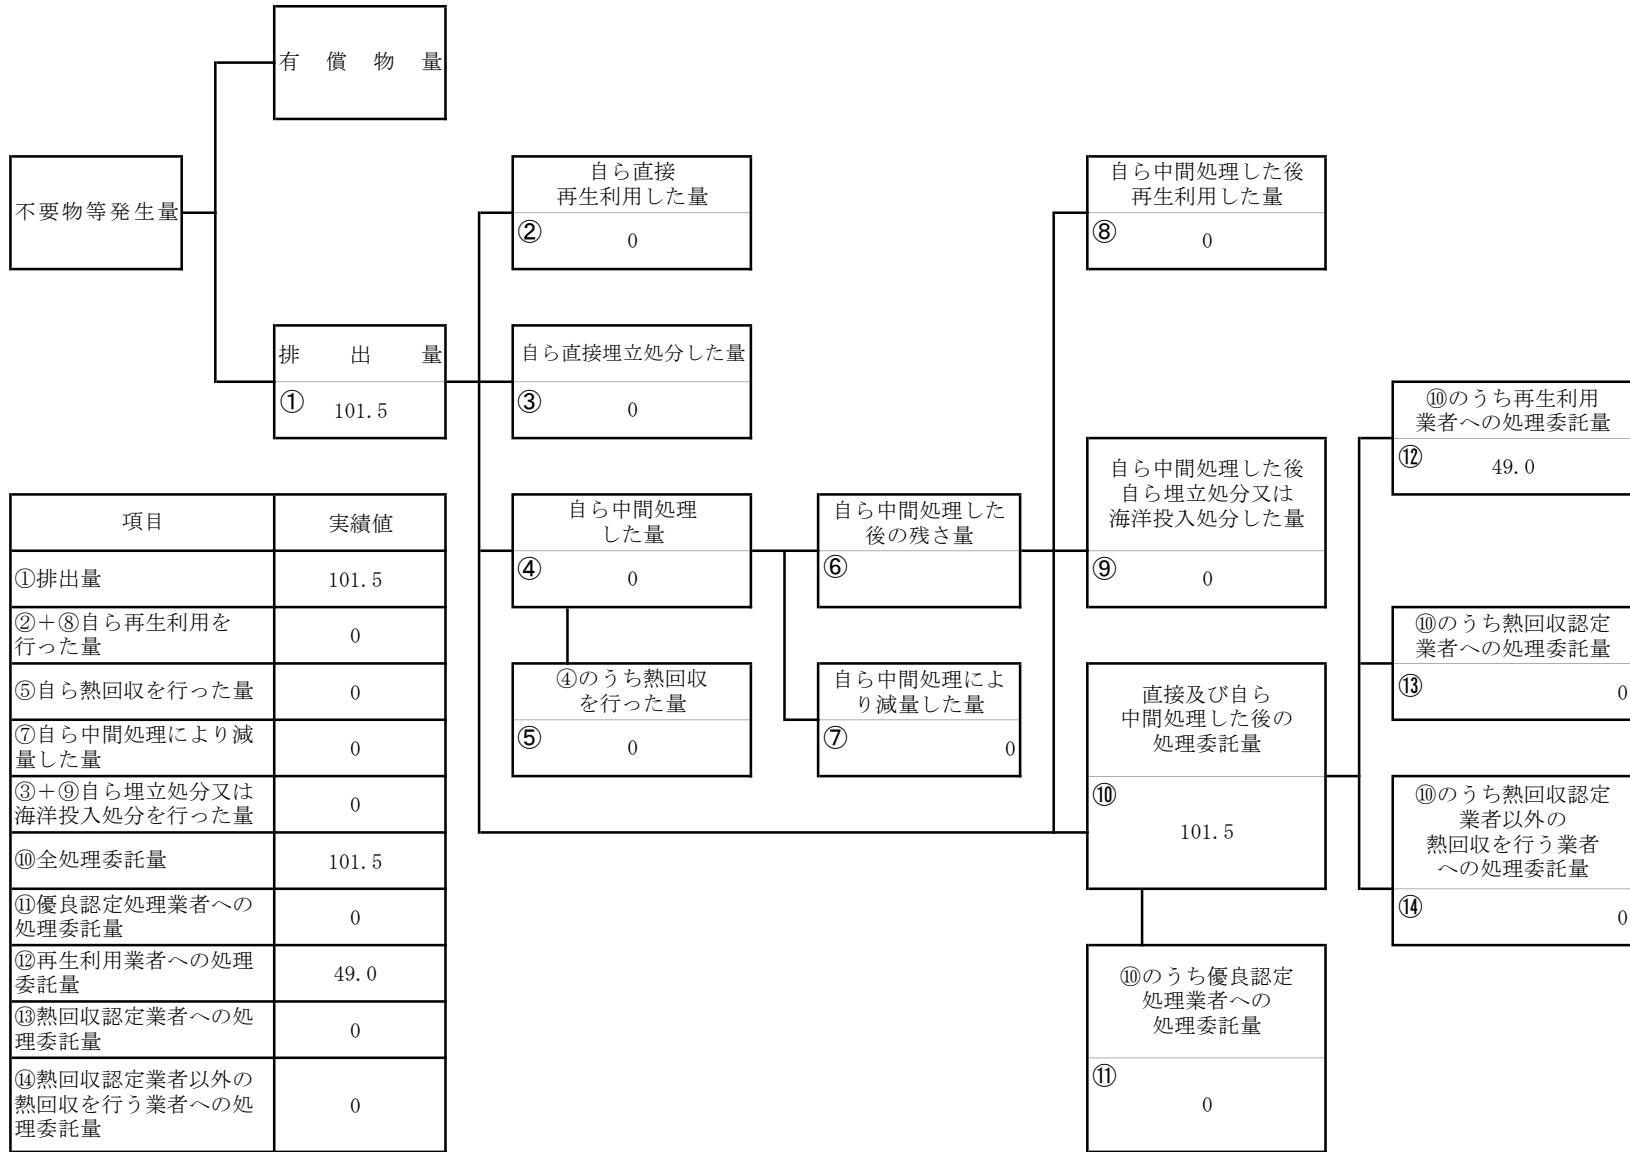 有償物量
不要物等発生量
自ら直接
再生利用した量
②
0
自ら中間処理した後
再生利用した量
⑧
0
排出量
①
101.5
自ら直接埋立処分した量
③
0
⑩のうち再生利用
業者への処理委託量
⑫
49.0
自ら中間処理した後
自ら埋立処分又は
海洋投入処分した量
⑨
0
自ら中間処理
した量
④
0
自ら中間処理した
後の残さ量
⑥
④のうち熱回収
を行った量
⑤
0
自ら中間処理によ
り減量した量
⑦
0
直接及び自ら
中間処理した後の
処理委託量
⑩
101.5
⑩のうち熱回収認定
業者への処理委託量
⑬
0
⑩のうち熱回収認定
業者以外の
熱回収を行う業者
への処理委託量
⑭
0
⑩のうち優良認定
処理業者への
処理委託量
⑪
0
項目 実績値
①排出量 101.5
②+⑧自ら再生利用を
行った量 0
⑤自ら熱回収を行った量 0
⑦自ら中間処理により減
量した量 0
③+⑨自ら埋立処分又は
海洋投入処分を行った量 0
⑩全処理委託量 101.5
⑪優良認定処理業者への
処理委託量 0
⑫再生利用業者への処理
委託量 49.0
⑬熱回収認定業者への処
理委託量 0
⑭熱回収認定業者以外の
熱回収を行う業者への処
理委託量 0